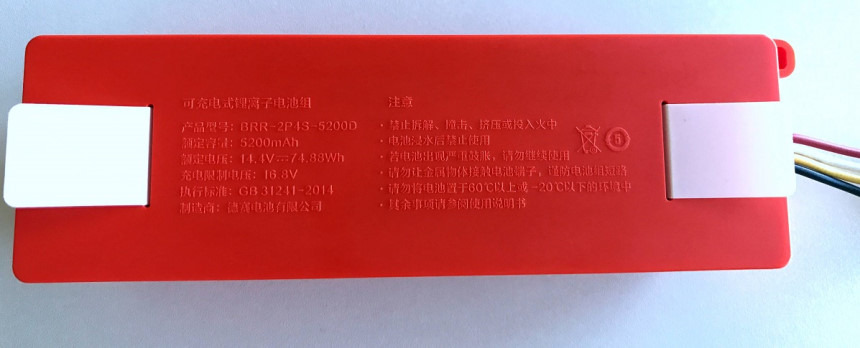 可充电式锂离子电池组
产品型号：BRR-2P4S-5200D
额定容量：5200mAh
额定电压：14.4V⎓74.88Wh
充电限制电压：16.8V
执行标准：GB 31241-2014
制造商：德赛电池有限公司
注意
· 禁止拆解、撞击、挤压或投入火中
· 电池浸水后禁止使用
· 若电池出现严重鼓胀，请勿继续使用
· 请勿让金属物体接触电池端子，谨防电池组短路
· 请勿将电池置于60℃以上或 -20℃以下的环境中
· 其余事项请参阅使用说明书
5